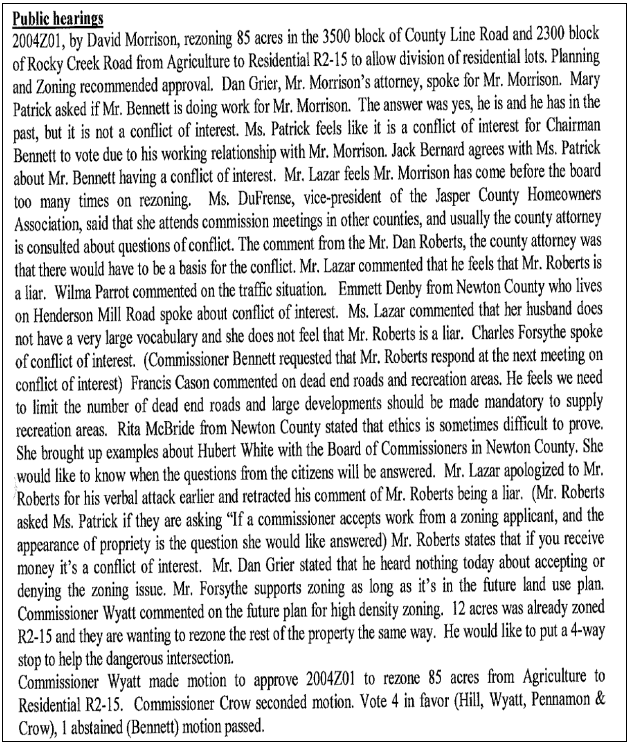 Public hearings
2004Z01, by David Morrison, rezoning 85 acres in the 3500 block of County Line Road and 2300 block
of Rocky Creek Road from Agriculture to Residential R2-15 to allow division of residential lots. Planning
and Zoning recommended approval. Dan Grier, Mr. Morrison's attorney, spoke for Mr. Morrison. Mary
Patrick asked if Mr. Bennett is doing work for Mr. Morrison. The answer was yes, he is and he has in the
past, but it is not a conflict of interest. Ms. Patrick feels like it is a conflict of interest for Chairman
Bennett to vote due to his working relationship with Mr. Morrison. Jack Bernard agrees with Ms. Patrick
about Mr. Bennett having a conflict of interest. Mr. Lazar feels Mr. Morrison has come before the board
too many times on rezoning. Ms. DuFrense, vice-president of the Jasper County Homeowners
Association, said that she attends commission meetings in other counties, and usually the county attorney
is consulted about questions of conflict. The comment from the Mr. Dan Roberts, the county attorney was
that there would have to be a basis for the conflict. Mr. Lazar commented that he feels that Mr. Roberts is
a liar. Wilma Parrot commented on the traffic situation. Emmett Denby from Newton County who lives
on Henderson Mill Road spoke about conflict of interest. Ms. Lazar commented that her husband does
not have a very large vocabulary and she does not feel that Mr. Roberts is a liar. Charles Forsythe spoke
of conflict of interest. (Commissioner Bennett requested that Mr. Roberts respond at the next meeting on
conflict of interest) Francis Cason commented on dead end roads and recreation areas. He feels we need
to limit the number of dead end roads and large developments should be made mandatory to supply
recreation areas. Rita McBride from Newton County stated that ethics is sometimes difficult to prove.
She brought up examples about Hubert White with the Board of Commissioners in Newton County. She
would like to know when the questions from the citizens will be answered. Mr. Lazar apologized to Mr.
Roberts for his verbal attack earlier and retracted his comment of Mr. Roberts being a liar. (Mr. Roberts
asked Ms. Patrick if they are asking “If a commissioner accepts work from a zoning applicant, and the
appearance of propriety is the question she would like answered) Mr. Roberts states that if you receive
money it's a conflict of interest. Mr. Dan Grier stated that he heard nothing today about accepting or
denying the zoning issue. Mr. Forsythe supports zoning as long as it's in the future land use plan.
Commissioner Wyatt commented on the future plan for high density zoning. 12 acres was already zoned
R2-15 and they are wanting to rezone the rest of the property the same way. He would like to put a 4-way
stop to help the dangerous intersection.
Commissioner Wyatt made motion to approve 2004Z01 to rezone 85 acres from Agriculture to
Residential R2-15. Commissioner Crow seconded motion. Vote 4 in favor (Hill, Wyatt, Pennamon &
Crow), 1 abstained (Bennett) motion passed.